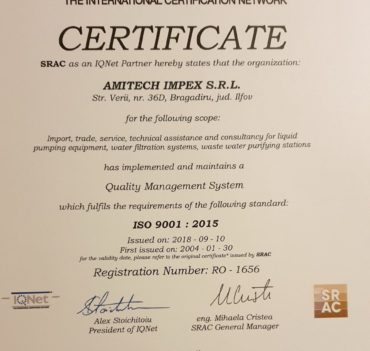 THE INTERNATIONAL CERTIFICATION NETWORK
CERTIFICATE
SRAC as an IQNet Partner hereby states that the organization:
AMITECH IMPEX S.R.L.
Str. Verii, nr. 36D, Bragadiru, jud. Ilfov
for the following scope:
Import, trade, service, technical assistance and consultancy for liquid
pumping equipment, water filtration systems, waste water purifying stations
has implemented and maintains a
Quality Management System
which fulfils the requirements of the following standard:
ISO 9001 : 2015
Issued on: 2018 - 09 - 10
First issued on: 2004 - 01 - 30
for the validity date, please refer to the original certificate* issued by SRAC
Registration Number: RO - 1656
IQNet
SR
AC
Alex Stoichitoiu
President of IQNet
eng. Mihaela Cristea
SRAC General Manager